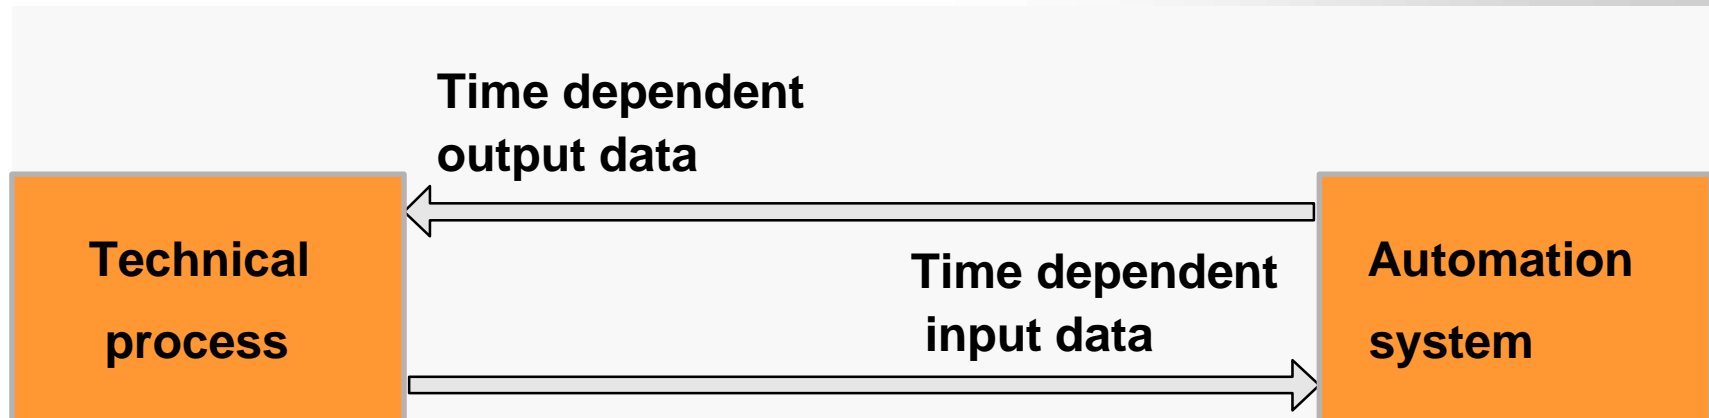 Time dependent
output data
Technical
process
Time dependent
input data
Automation
system